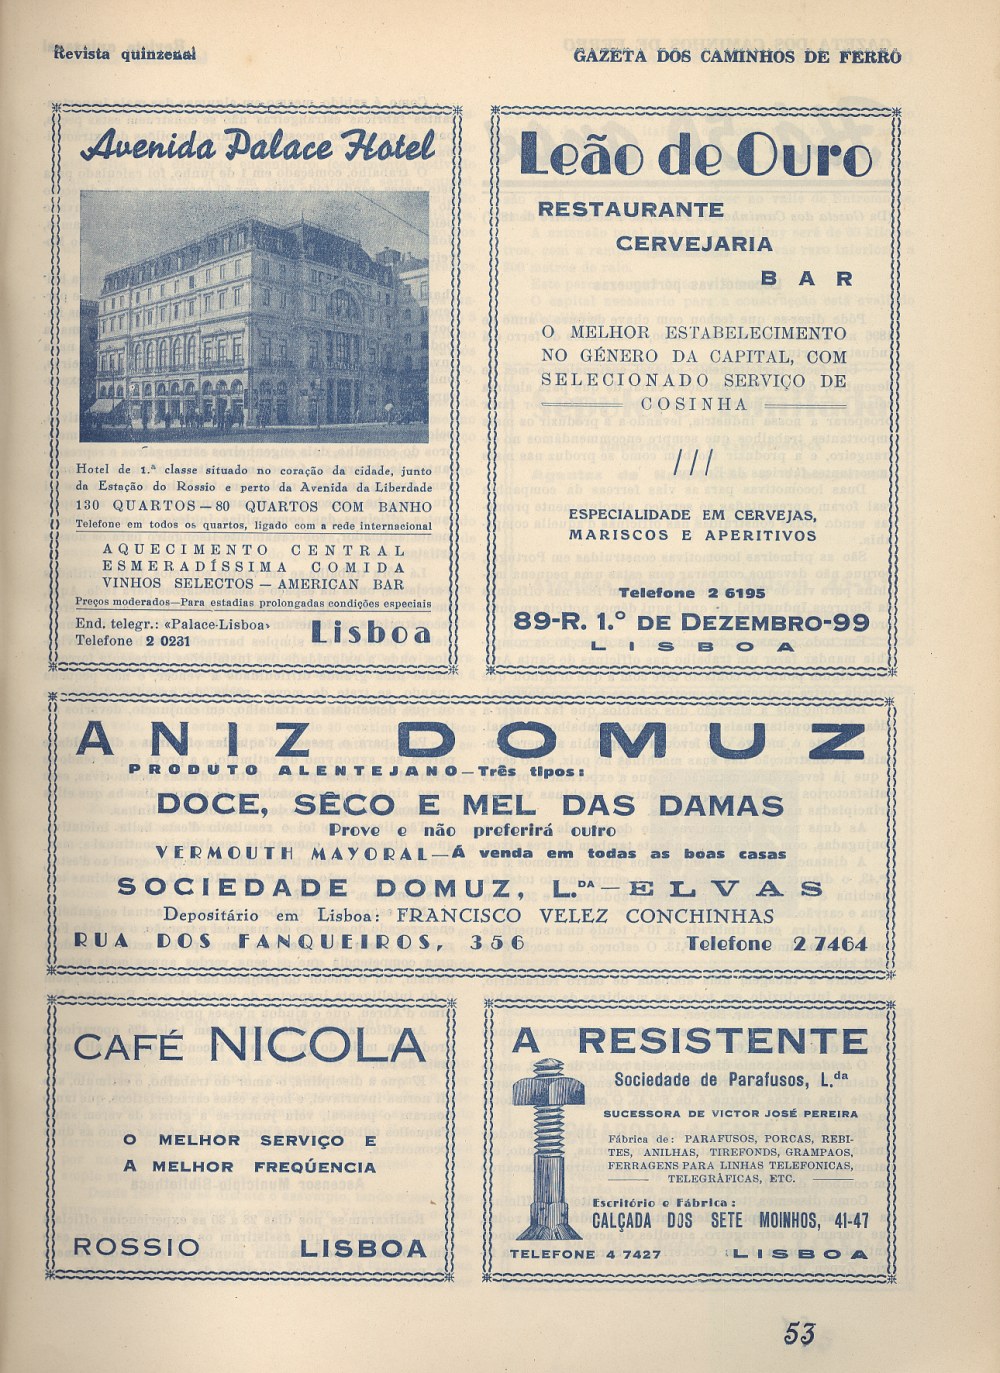 Revista quinzenal
GAZETA DOS CAMINHOS DE FERRO
Avenida Palace Hotel
Hotel de 1.ª classe situado no coração da cidade, junto
da Estação do Rossio e perto da Avenida da Liberdade
130 QUARTOS — 80 QUARTOS COM BANHO
Telefone em todos os quartos, ligado com a rede internacional
AQUECIMENTO CENTRAL
ESMERADÍSSIMA COMIDA
VINHOS SELECTOS — AMERICAN BAR
Preços moderados—Para estadias prolongadas condições especiais
End. telegr.: «Palace-Lisboa»
Telefone 2 0231
Lisboa
Leão de Ouro
RESTAURANTE
CERVEJARIA
BAR
O MELHOR ESTABELECIMENTO
NO GÉNERO DA CAPITAL, COM
SELECIONADO SERVIÇO DE
COSINHA
///
ESPECIALIDADE EM CERVEJAS,
MARISCOS E APERITIVOS
Telefone 2 6195
89-R. 1.º DE DEZEMBRO-99
LISBOA
ANIZ DOMUZ
PRODUTO ALENTEJANO—Três tipos:
DOCE, SÊCO E MEL DAS DAMAS
Prove e não preferirá outro
VERMOUTH MAYORAL—Á venda em todas as boas casas
SOCIEDADE DOMUZ, L.DA — ELVAS
Depositário em Lisboa: FRANCISCO VELEZ CONCHINHAS
RUA DOS FANQUEIROS, 356
Telefone 2 7464
CAFÉ NICOLA
O MELHOR SERVIÇO E
A MELHOR FREQÚENCIA
ROSSIO LISBOA
A RESISTENTE
Sociedade de Parafusos, L.da
SUCESSORA DE VICTOR JOSÉ PEREIRA
Fábrica de: PARAFUSOS, PORCAS, REBI-
TES, ANILHAS, TIREFONDS, GRAMPAOS,
FERRAGENS PARA LINHAS TELEFONICAS,
TELEGRÀFICAS, ETC.
Escritório e Fábrica:
CALÇADA DOS SETE MOINHOS, 41-47
TELEFONE 4 7427 LISBOA
53